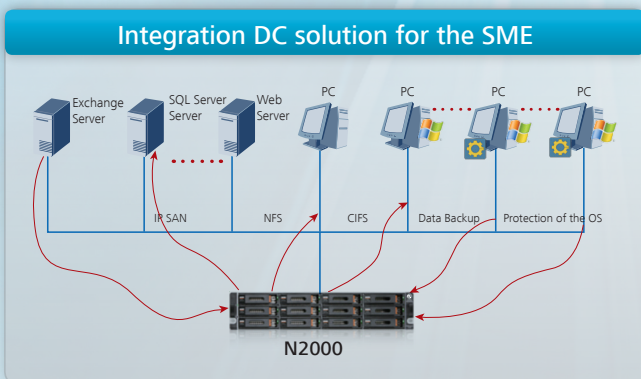 Integration DC solution for the SME
Exchange
Server
SQL Server
Server
Web
Server
PC
PC
PC
PC
IP SAN
NFS
CIFS
Data Backup
Protection of the OS
N2000